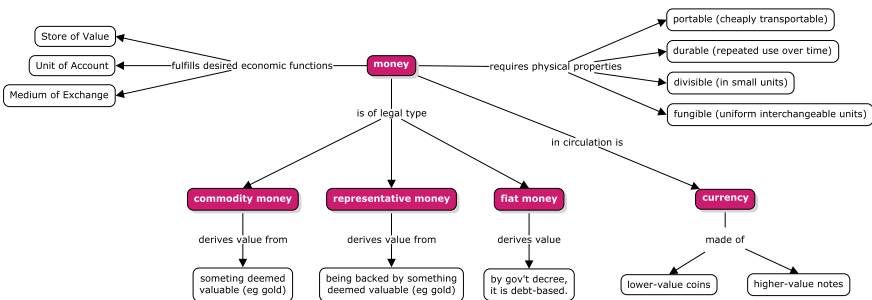 portable (cheaply transportable)
Store of Value
durable (repeated use over time)
Unit of Account
fulfills desired economic functions
money
requires physical properties
divisible (in small units)
Medium of Exchange
fungible (uniform interchangeable units)
is of legal type
in circulation is
commodity money
representative money
fiat money
currency
derives value from
derives value from
derives value
made of
someting deemed
valuable (eg gold)
being backed by something
deemed valuable (eg gold)
by gov't decree,
it is debt-based.
lower-value coins
higher-value notes